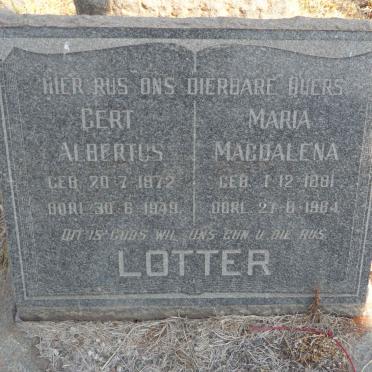 HIER RUS ONS DIERBARE OUERS
GERT ALBERTUS
GEB. 20-7-1872
OORL. 30-6-1949.
MARIA MAGDALENA
GEB. 1-12-1881
OORL. 27-8-1964.
DIT IS GODS WIL, ONS GUN U DIE RUS
LOTTER